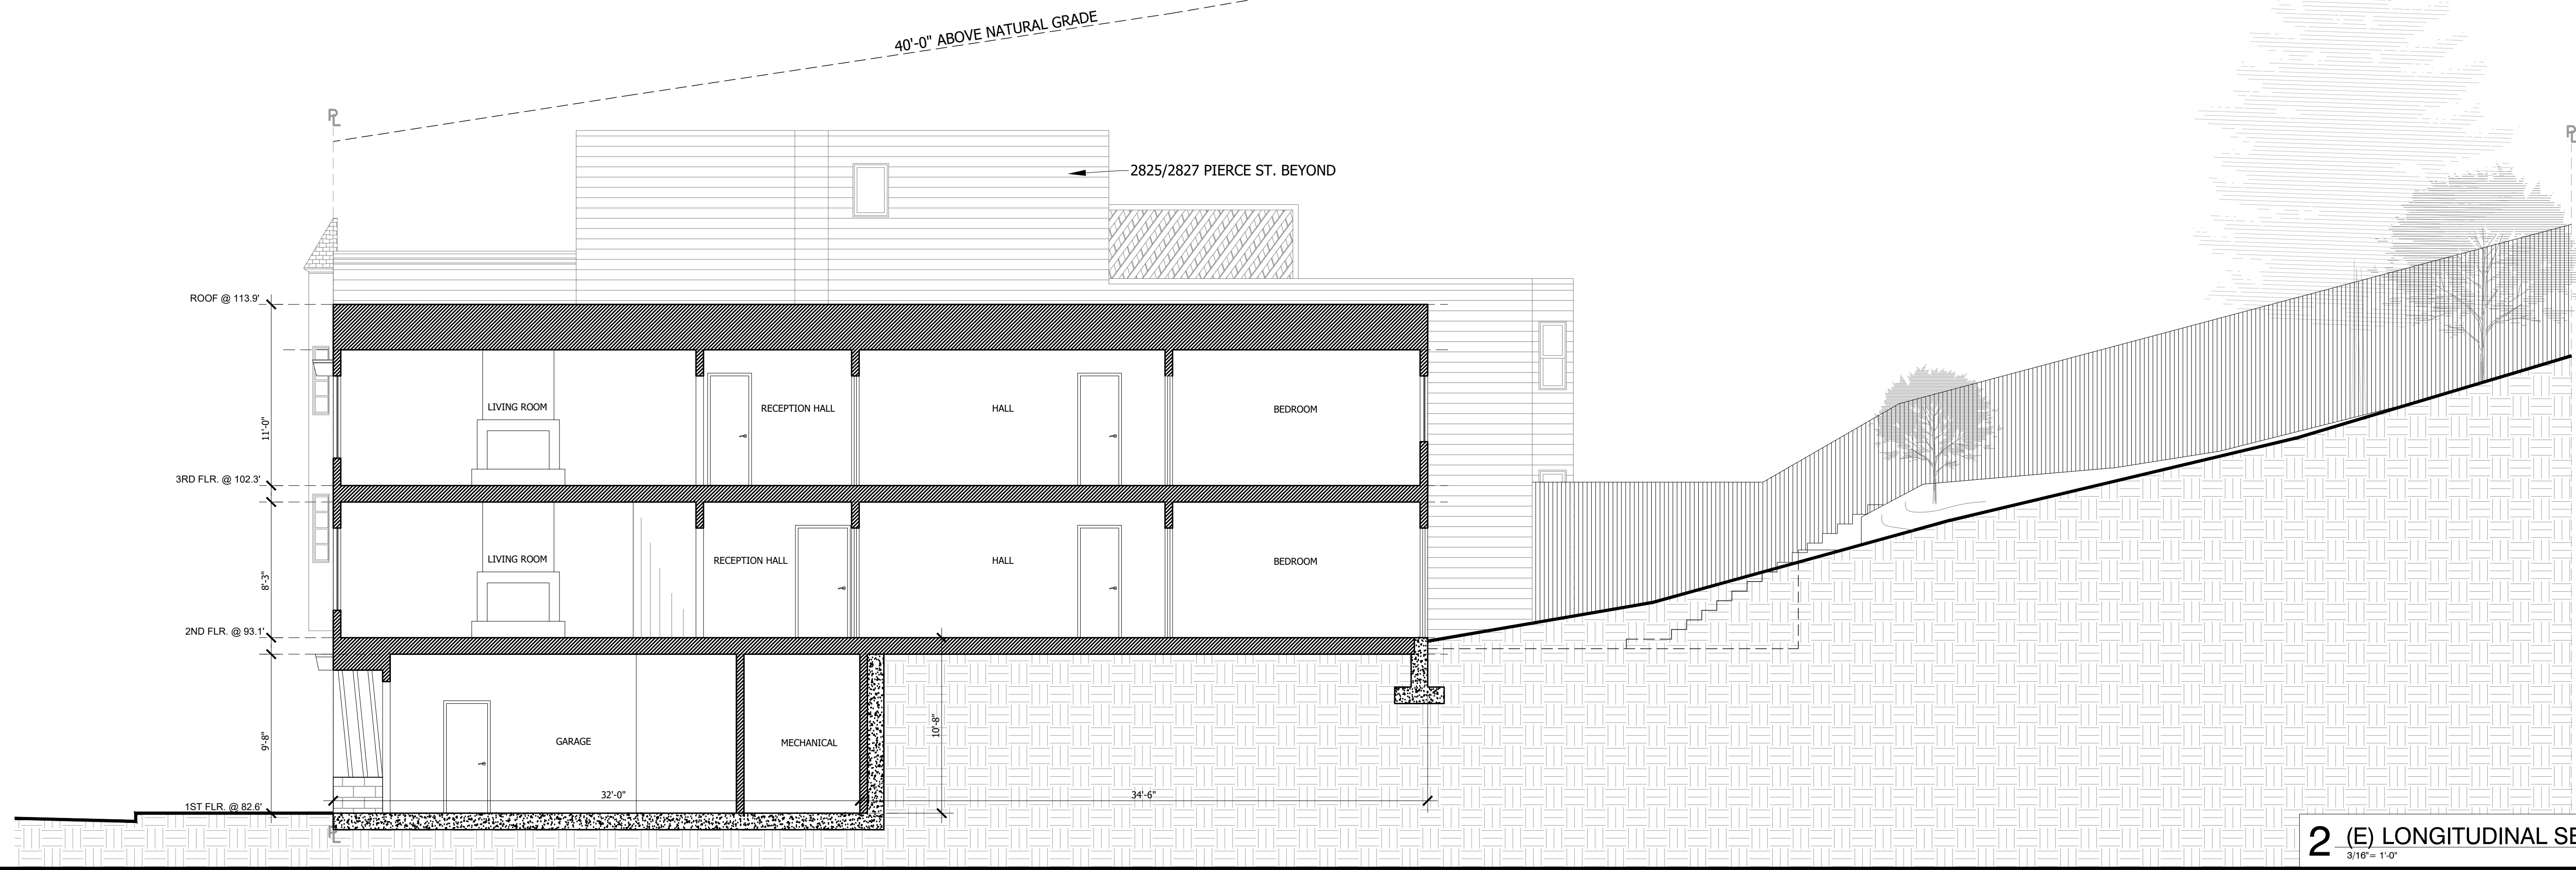 40'-0" ABOVE NATURAL GRADE
PL
PL
2825/2827 PIERCE ST. BEYOND
ROOF @ 113.9'
11'-0"
LIVING ROOM
RECEPTION HALL
HALL
BEDROOM
3RD FLR. @ 102.3'
8'-3"
LIVING ROOM
RECEPTION HALL
HALL
BEDROOM
2ND FLR. @ 93.1'
9'-8"
GARAGE
MECHANICAL
10'-8"
32'-0"
34'-6"
1ST FLR. @ 82.6'
PL
2 (E) LONGITUDINAL SE
3/16"= 1'-0"